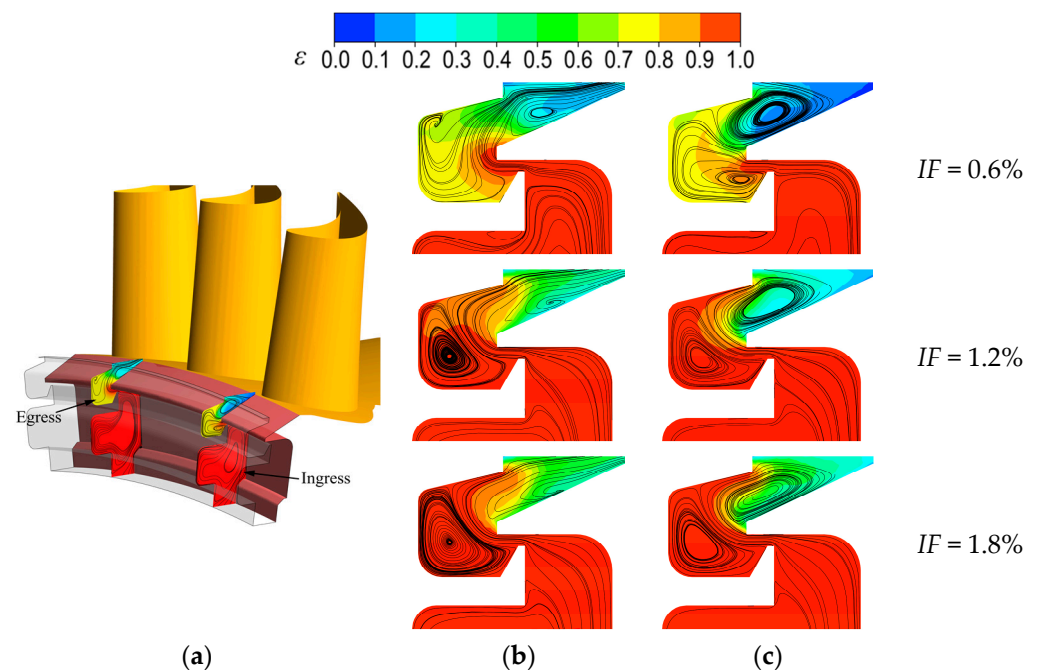 ε 0.0 0.1 0.2 0.3 0.4 0.5 0.6 0.7 0.8 0.9 1.0
IF = 0.6%
Egress
Ingress
IF = 1.2%
IF = 1.8%
(a) (b) (c)